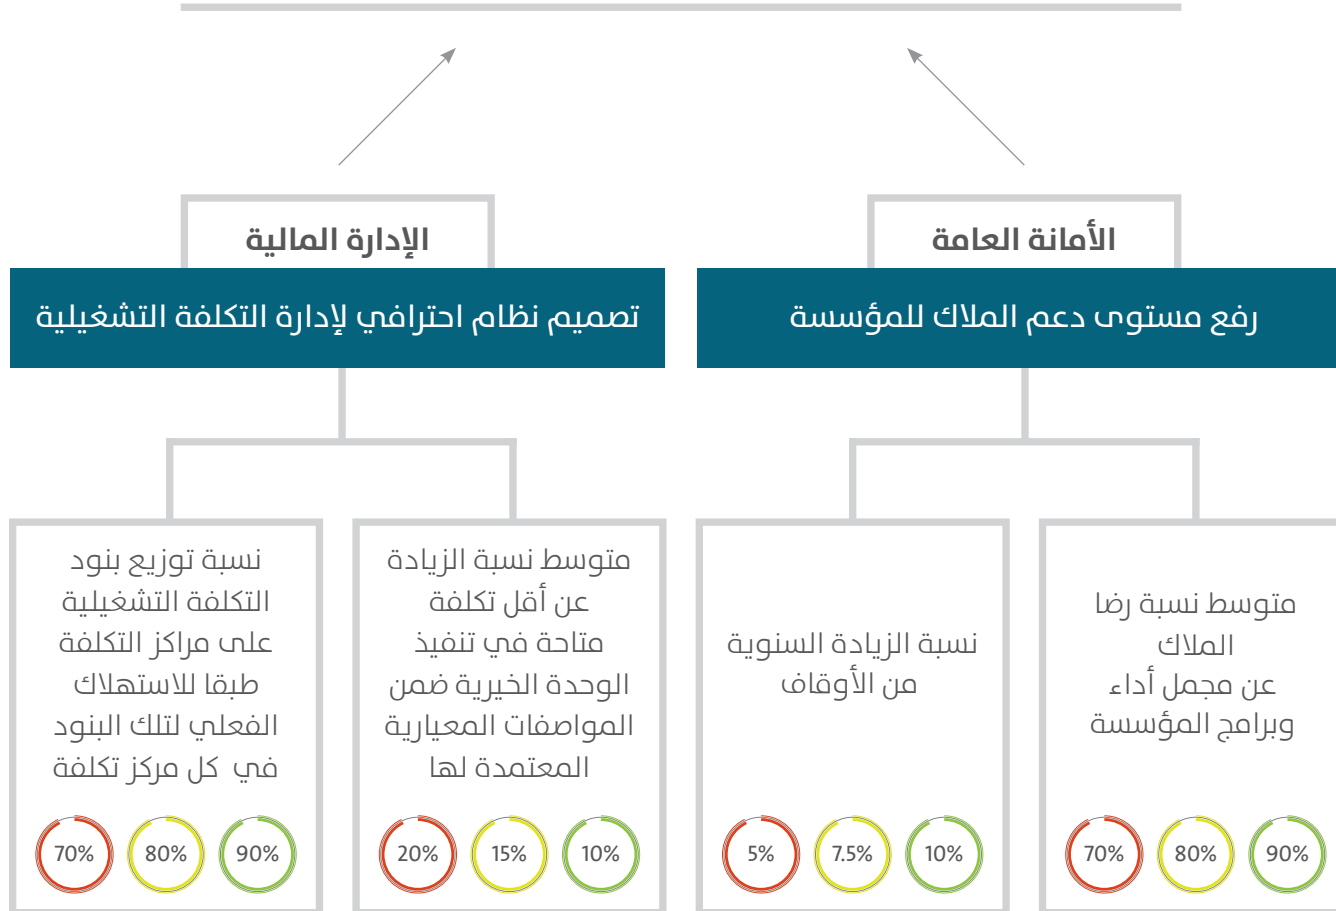 الأمانة العامة
رفع مستوى دعم الملاك للمؤسسة
متوسط نسبة رضا
الملاك
عن مجمل أداء
وبرامج المؤسسة
90%
80%
70%
نسبة الزيادة السنوية
من الأوقاف
10%
7.5%
5%
الإدارة المالية
تصميم نظام احترافي لإدارة التكلفة التشغيلية
متوسط نسبة الزيادة
عن أقل تكلفة
متاحة في تنفيذ
الوحدة الخيرية ضمن
المواصفات المعيارية
المعتمدة لها
10%
15%
20%
نسبة توزيع بنود
التكلفة التشغيلية
على مراكز التكلفة
طبقا للاستهلاك
الفعلي لتلك البنود
في كل مركز تكلفة
90%
80%
70%